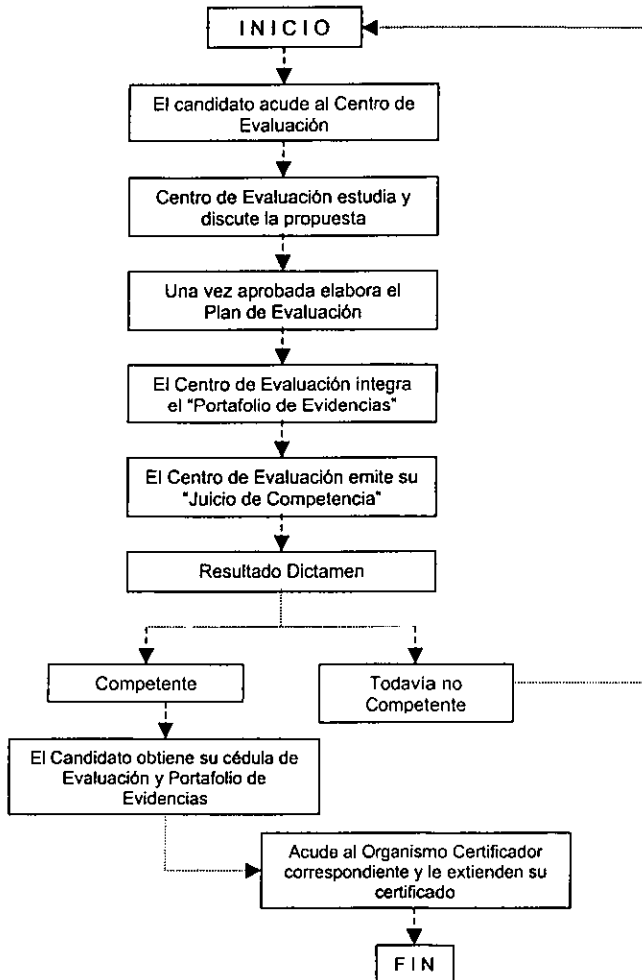 INICIO
El candidato acude al Centro de
Evaluación
Centro de Evaluación estudia y
discute la propuesta
Una vez aprobada elabora el
Plan de Evaluación
El Centro de Evaluación integra
el "Portafolio de Evidencias"
El Centro de Evaluación emite su
"Juicio de Competencia"
Resultado Dictamen
Competente
Todavía no
Competente
El Candidato obtiene su cédula de
Evaluación y Portafolio de
Evidencias
Acude al Organismo Certificador
correspondiente y le extienden su
certificado
FIN